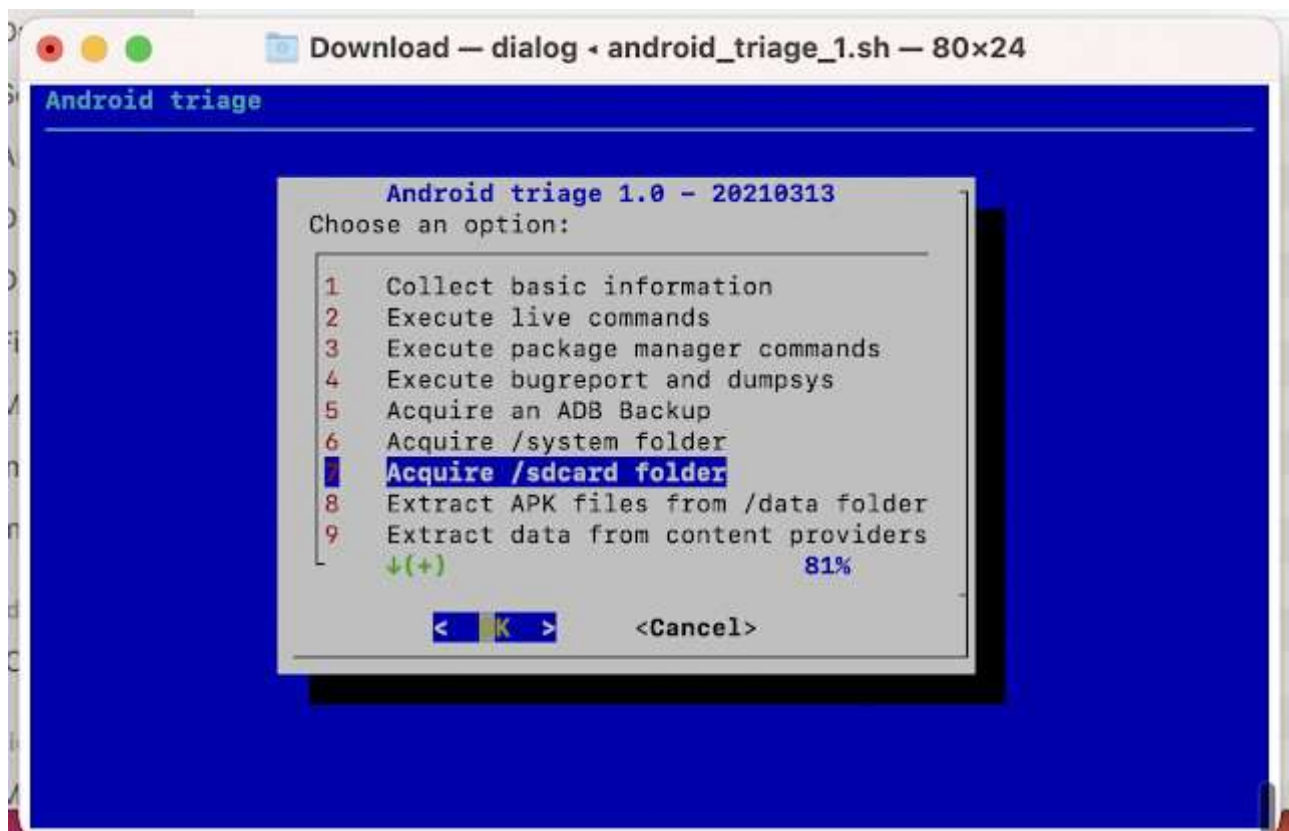 Download — dialog ◂ android_triage_1.sh — 80×24
Android triage
Android triage 1.0 – 20210313
Choose an option:
1 Collect basic information
2 Execute live commands
3 Execute package manager commands
4 Execute bugreport and dumpsys
5 Acquire an ADB Backup
6 Acquire /system folder
7 Acquire /sdcard folder
8 Extract APK files from /data folder
9 Extract data from content providers
↓(+) 81%
< OK > <Cancel>